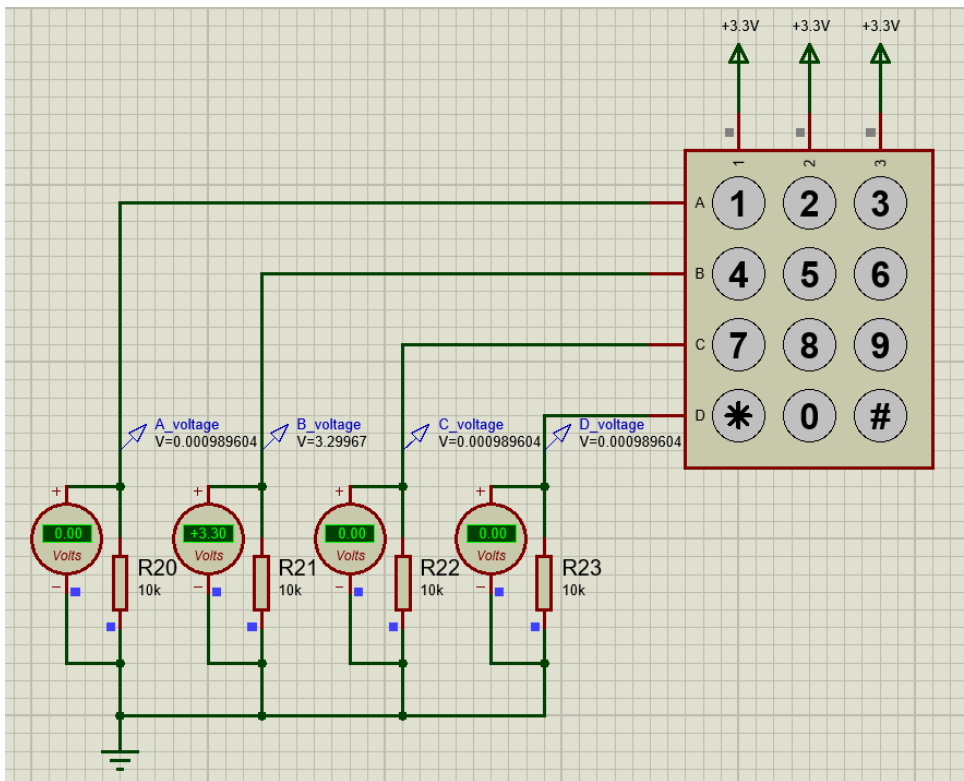 +3.3V +3.3V +3.3V
1 2 3
A 1 2 3
B 4 5 6
C 7 8 9
D * 0 #
A_voltage B_voltage C_voltage D_voltage
V=0.000989604 V=3.29967 V=0.000989604 V=0.000989604
+ + + +
0.00 +3.30 0.00 0.00
Volts Volts Volts Volts
R20 R21 R22 R23
− 10k − 10k − 10k − 10k